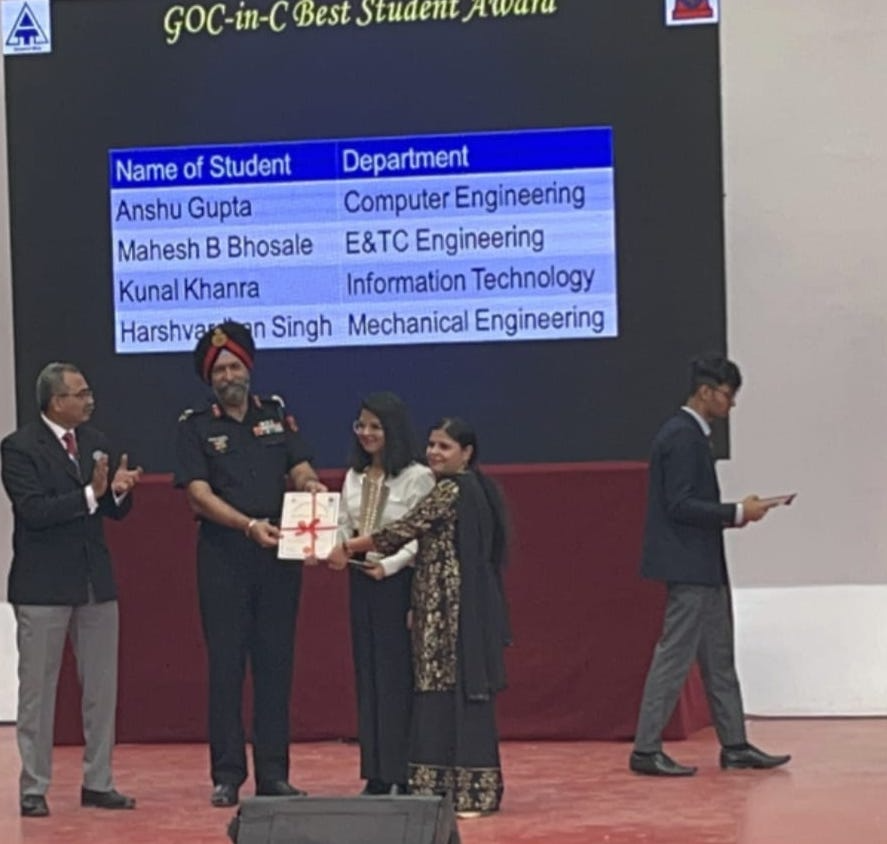 GOC-in-C Best Student Award
Name of Student Department
Anshu Gupta Computer Engineering
Mahesh B Bhosale E&TC Engineering
Kunal Khanra Information Technology
Singh Mechanical Engineering